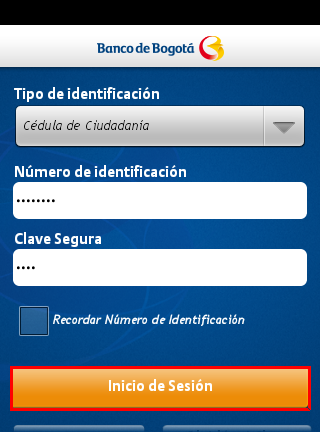 Banco de Bogotá
Tipo de identificación
Cédula de Ciudadanía
Número de identificación
••••••••
Clave Segura
••••
Recordar Número de Identificación
Inicio de Sesión